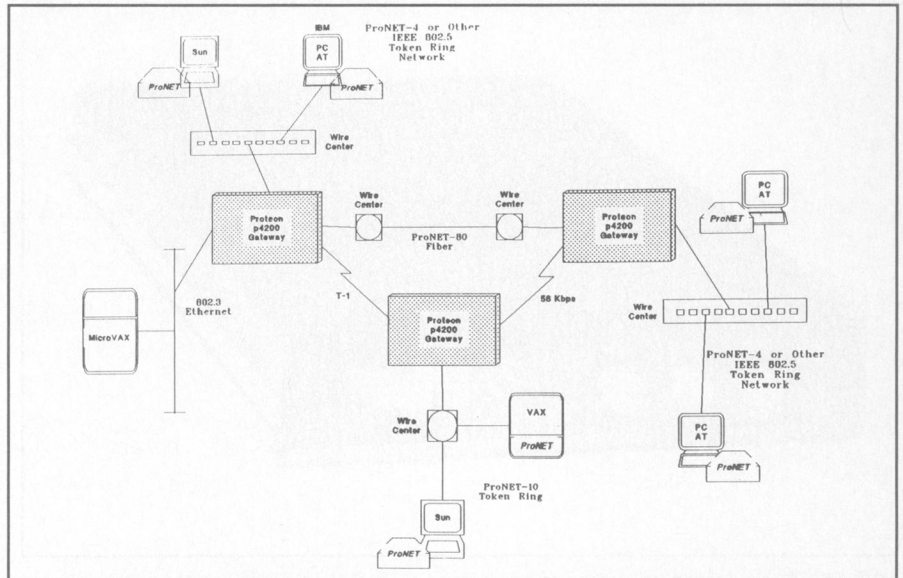 IBM
ProNET-4 or Other
IEEE 802.5
Token Ring
Network
Sun
PC
AT
ProNET
ProNET
Wire
Center
Proteon
p4200
Gateway
Wire
Center
ProNET-80
Fiber
Wire
Center
Proteon
p4200
Gateway
PC
AT
ProNET
802.3
Ethernet
MicroVAX
T-1
Proteon
p4200
Gateway
56 Kbps
Wire
Center
ProNET-4 or Other
IEEE 802.5
Token Ring
Network
Wire
Center
VAX
ProNET
PC
AT
ProNET
ProNET-10
Token Ring
Sun
ProNET